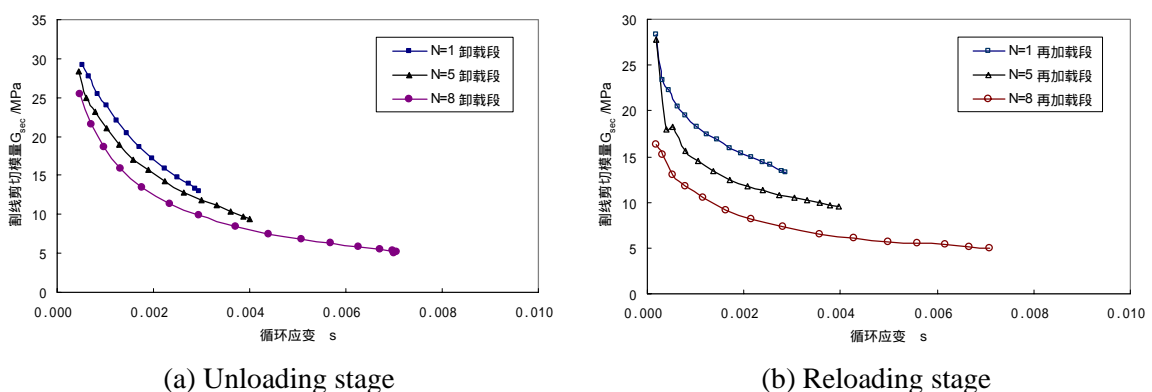 35
30
25
20
15
10
5
0
割线剪切模量Gsec /MPa
N=1 卸载段
N=5 卸载段
N=8 卸载段
0.000 0.002 0.004 0.006 0.008 0.010
循环应变 s
(a) Unloading stage
30
25
20
15
10
5
0
割线剪切模量Gsec /MPa
N=1 再加载段
N=5 再加载段
N=8 再加载段
0.000 0.002 0.004 0.006 0.008 0.010
循环应变 s
(b) Reloading stage